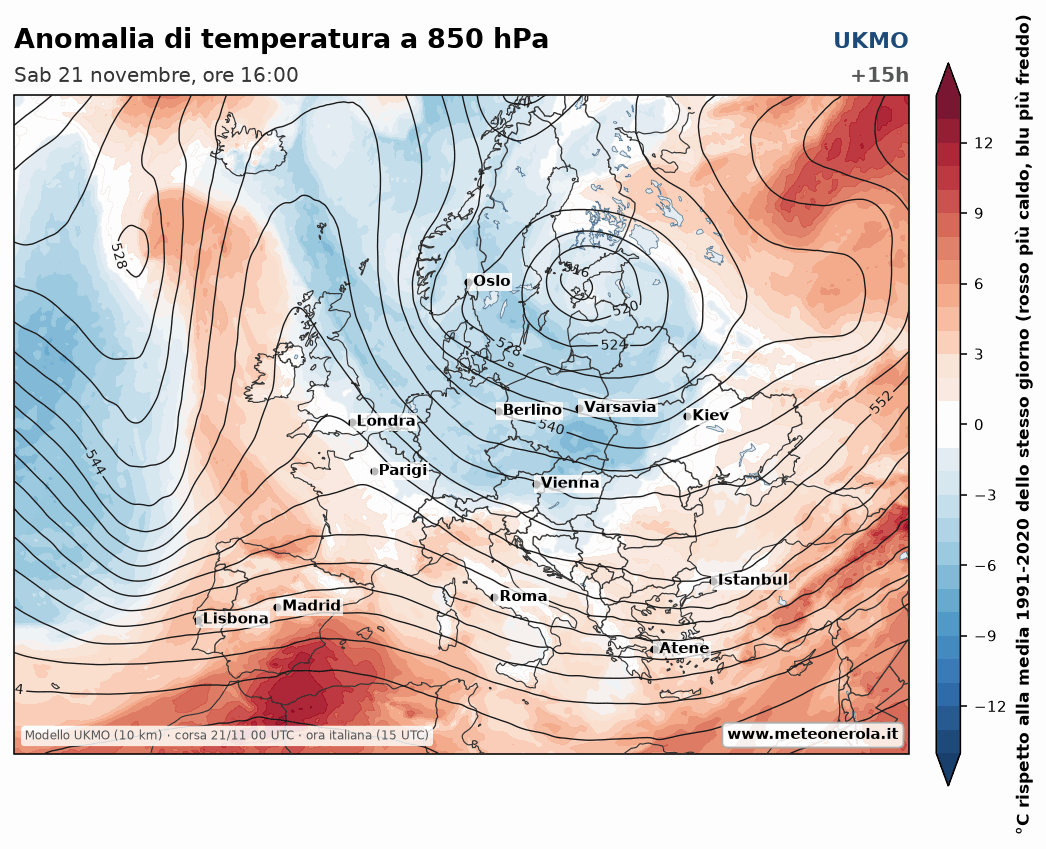 Anomalia di temperatura a 850 hPa
UKMO
Sab 21 novembre, ore 16:00
+15h
528
516
520
524
528
540
544
552
4
Oslo
Berlino
Varsavia
Kiev
Londra
Parigi
Vienna
Istanbul
Roma
Madrid
Lisbona
Atene
Modello UKMO (10 km) · corsa 21/11 00 UTC · ora italiana (15 UTC)
www.meteonerola.it
12
9
6
3
0
−3
−6
−9
−12
°C rispetto alla media 1991-2020 dello stesso giorno (rosso più caldo, blu più freddo)